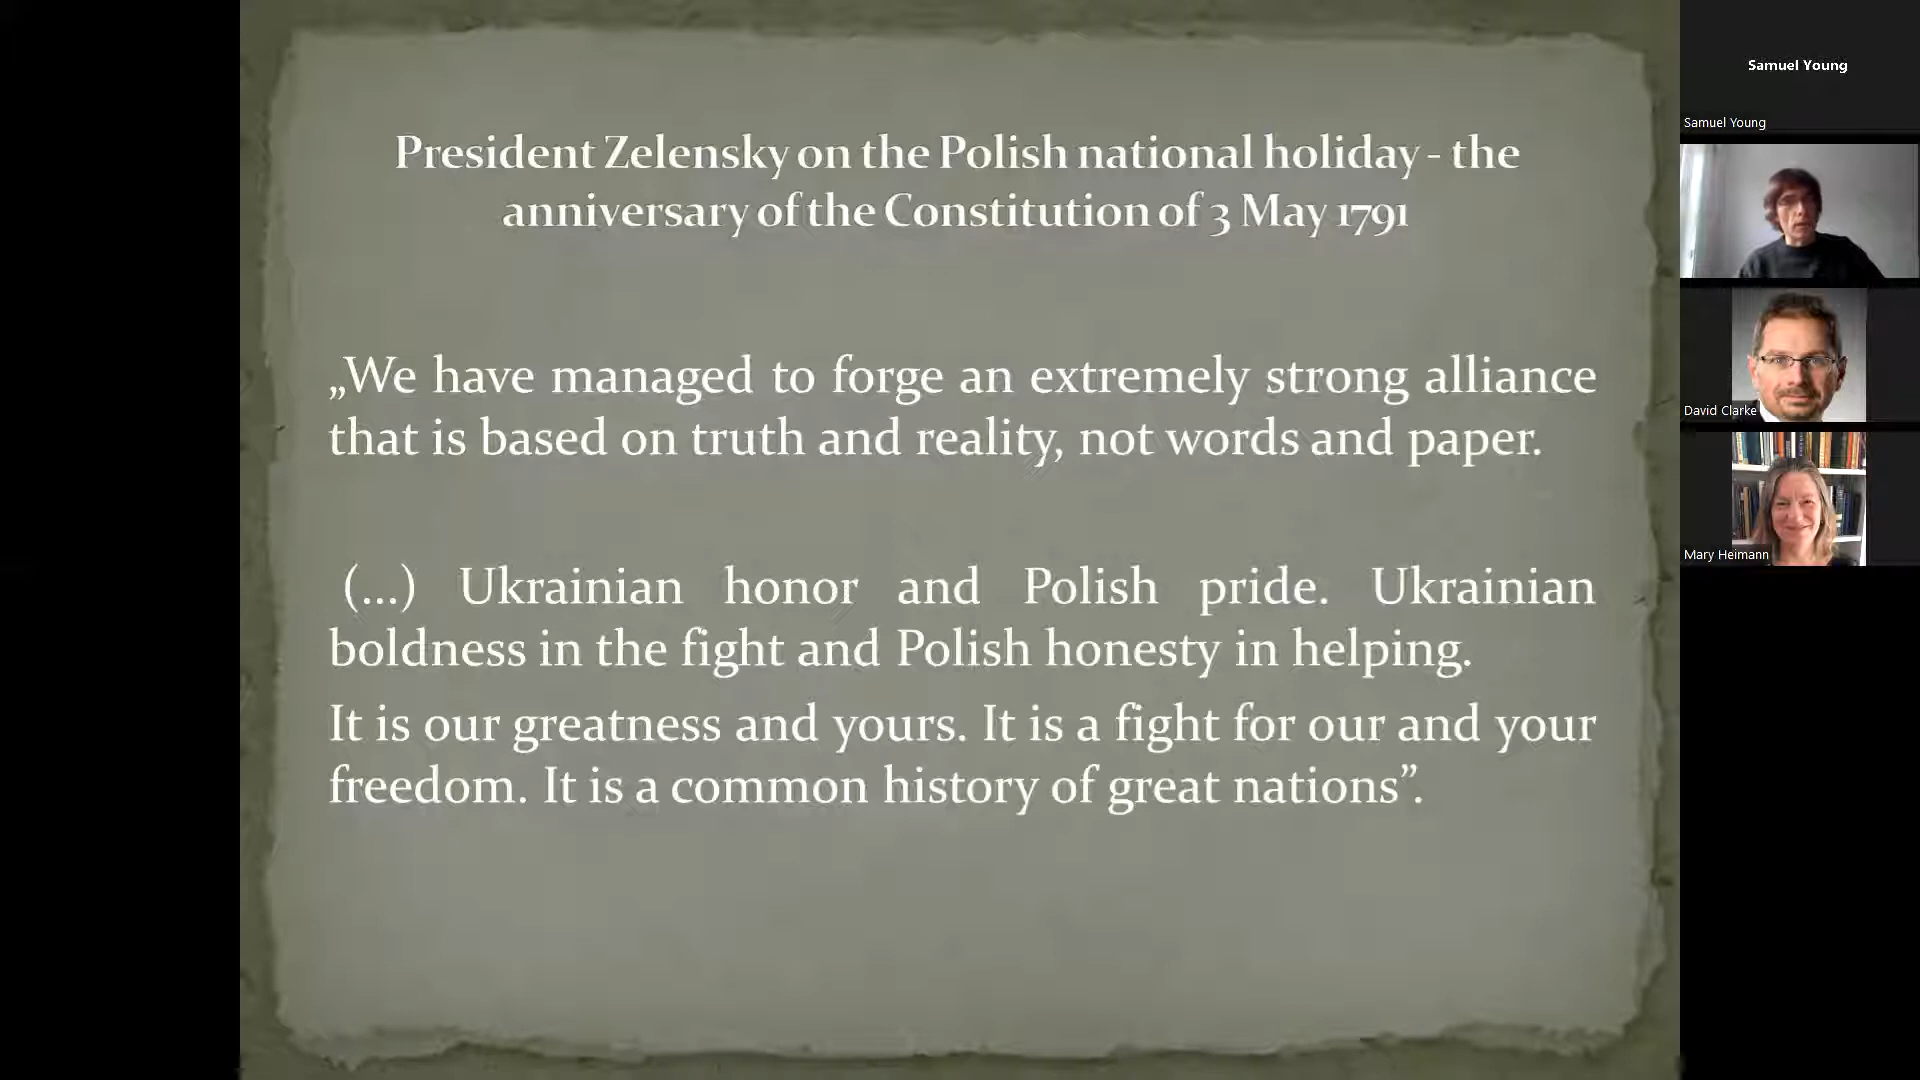 President Zelensky on the Polish national holiday - the
anniversary of the Constitution of 3 May 1791
„We have managed to forge an extremely strong alliance
that is based on truth and reality, not words and paper.
(...) Ukrainian honor and Polish pride. Ukrainian
boldness in the fight and Polish honesty in helping.
It is our greatness and yours. It is a fight for our and your
freedom. It is a common history of great nations”.
Samuel Young
Samuel Young
David Clarke
Mary Heimann